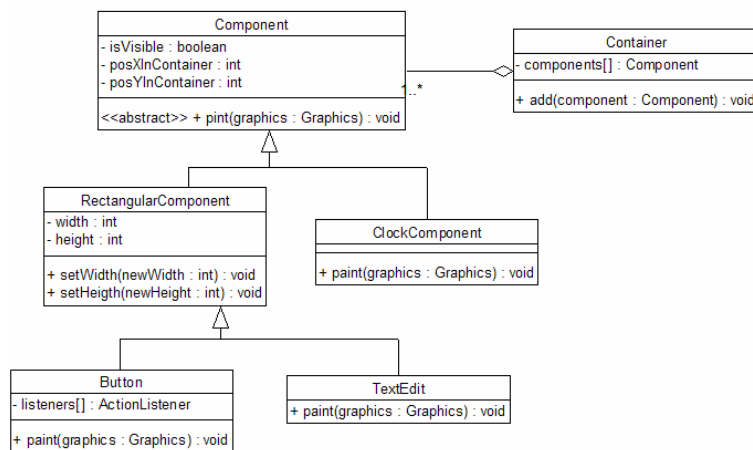 Component
- isVisible : boolean
- posXInContainer : int
- posYInContainer : int
<<abstract>> + pint(graphics : Graphics) : void
1..*
Container
- components[] : Component
+ add(component : Component) : void
RectangularComponent
- width : int
- height : int
+ setWidth(newWidth : int) : void
+ setHeigth(newHeight : int) : void
ClockComponent
+ paint(graphics : Graphics) : void
Button
- listeners[] : ActionListener
+ paint(graphics : Graphics) : void
TextEdit
+ paint(graphics : Graphics) : void